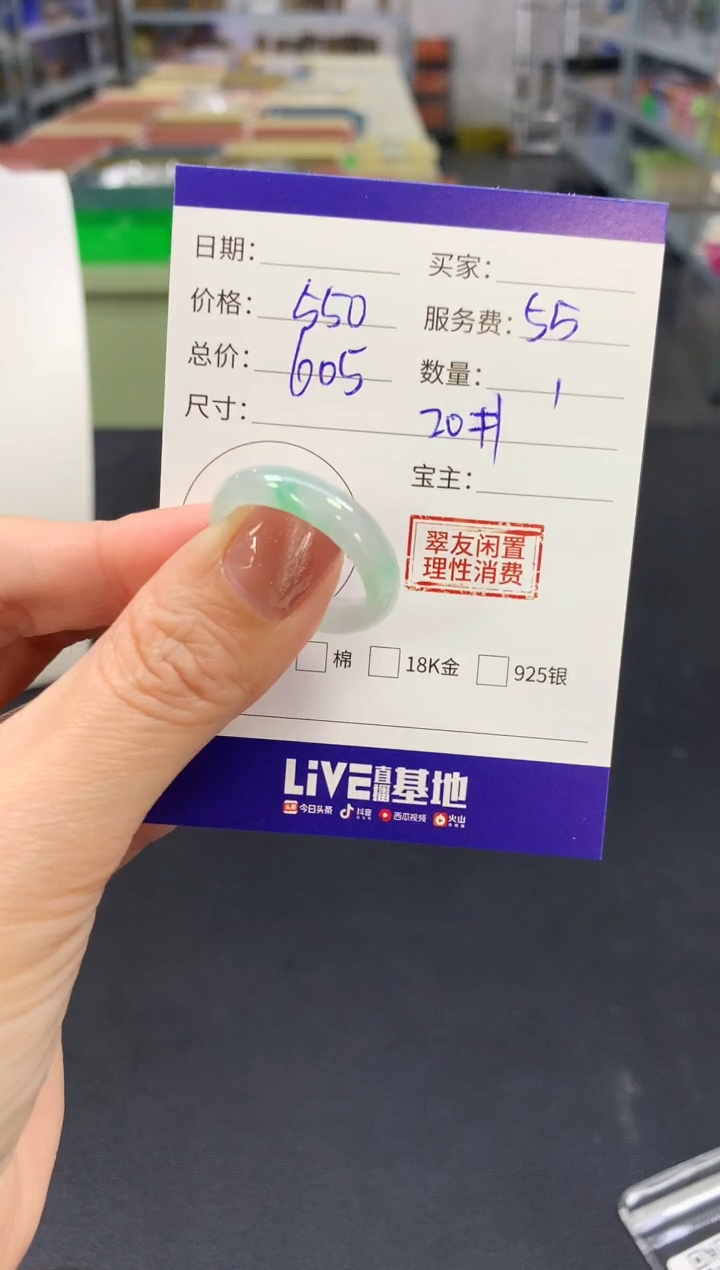 日期： 买家：
价格：550 服务费：55
总价：605 数量：1
尺寸：20#
宝主：
翠友闲置
理性消费
棉 18K金 925银
LiVE直播基地
今日头条 抖音 西瓜视频 火山